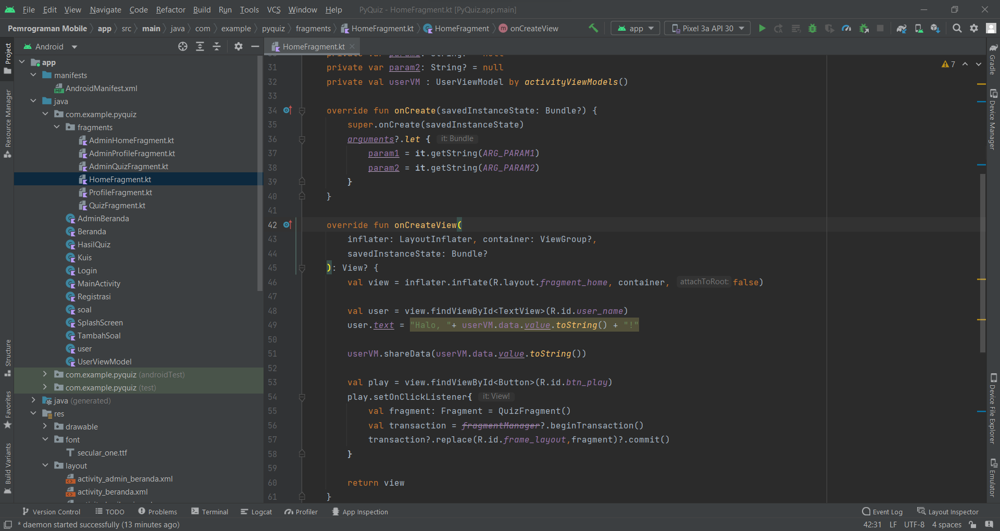 File Edit View Navigate Code Refactor Build Run Tools VCS Window Help PyQuiz - HomeFragment.kt [PyQuiz.app.main]
Pemrograman Mobile app src main java com example pyquiz fragments HomeFragment.kt HomeFragment onCreateView app Pixel 3a API 30
Project
Resource Manager
Structure
Favorites
Build Variants
Android
app
manifests
AndroidManifest.xml
java
com.example.pyquiz
fragments
AdminHomeFragment.kt
AdminProfileFragment.kt
AdminQuizFragment.kt
HomeFragment.kt
ProfileFragment.kt
QuizFragment.kt
AdminBeranda
Beranda
HasilQuiz
Kuis
Login
MainActivity
Registrasi
soal
SplashScreen
TambahSoal
user
UserViewModel
com.example.pyquiz (androidTest)
com.example.pyquiz (test)
java (generated)
res
drawable
font
secular_one.ttf
layout
activity_admin_beranda.xml
activity_beranda.xml
HomeFragment.kt
7
private var param1: String? = null
31 private var param2: String? = null
32 private val userVM : UserViewModel by activityViewModels()
33
34 override fun onCreate(savedInstanceState: Bundle?) {
35 super.onCreate(savedInstanceState)
36 arguments?.let { it: Bundle
37 param1 = it.getString(ARG_PARAM1)
38 param2 = it.getString(ARG_PARAM2)
39 }
40 }
41
42 override fun onCreateView(
43 inflater: LayoutInflater, container: ViewGroup?,
44 savedInstanceState: Bundle?
45 ): View? {
46 val view = inflater.inflate(R.layout.fragment_home, container, attachToRoot: false)
47
48 val user = view.findViewById<TextView>(R.id.user_name)
49 user.text = "Halo, "+ userVM.data.value.toString() + "!"
50
51 userVM.shareData(userVM.data.value.toString())
52
53 val play = view.findViewById<Button>(R.id.btn_play)
54 play.setOnClickListener{ it: View!
55 val fragment: Fragment = QuizFragment()
56 val transaction = fragmentManager?.beginTransaction()
57 transaction?.replace(R.id.frame_layout,fragment)?.commit()
58 }
59
60 return view
61 }
Gradle
Device Manager
Device File Explorer
Emulator
Version Control TODO Problems Terminal Logcat Profiler App Inspection Event Log Layout Inspector
* daemon started successfully (13 minutes ago) 42:31 LF UTF-8 4 spaces